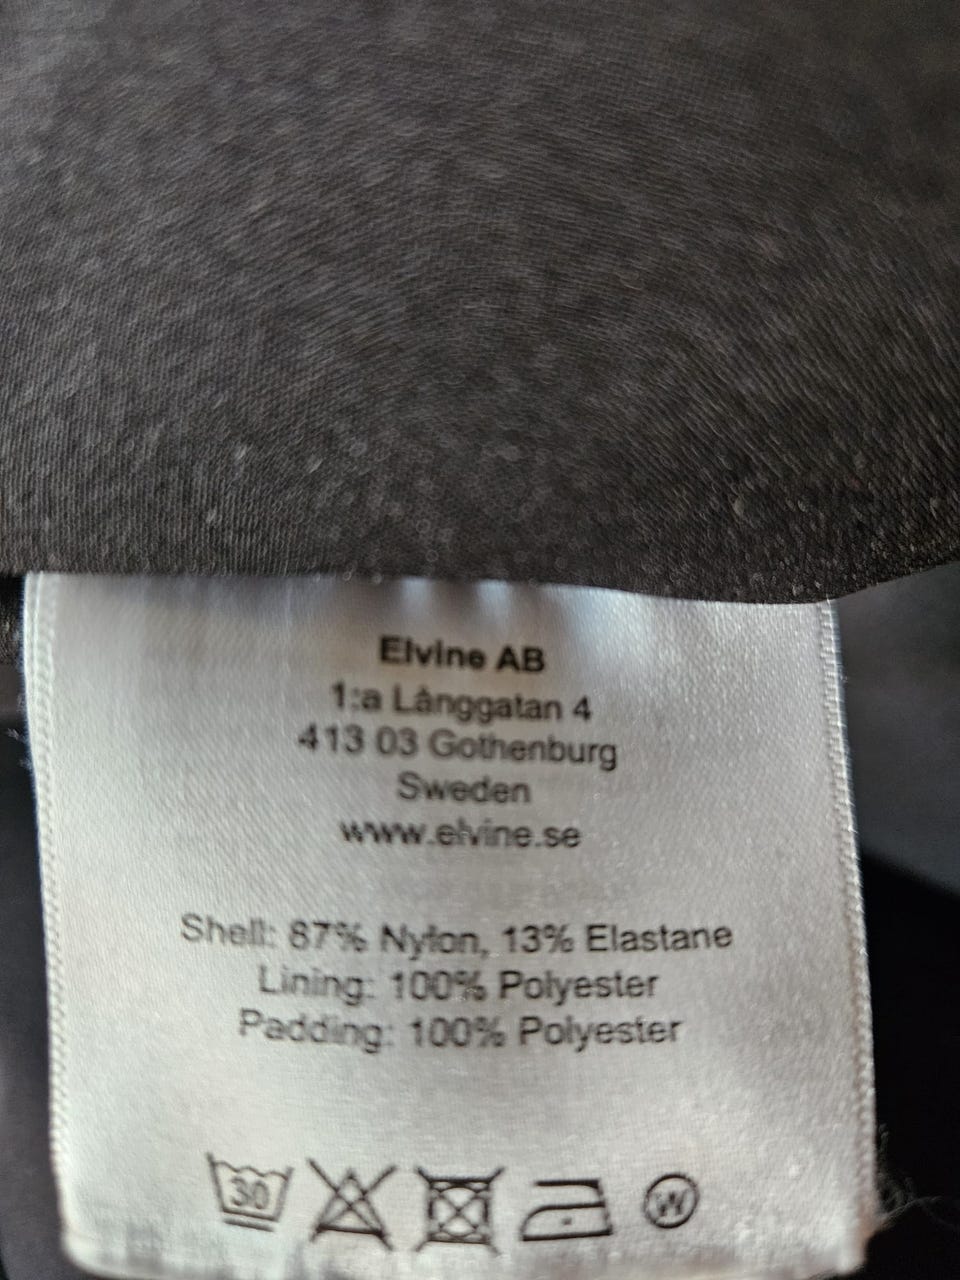 Elvine AB
1:a Långgatan 4
413 03 Gothenburg
Sweden
www.elvine.se
Shell: 87% Nylon, 13% Elastane
Lining: 100% Polyester
Padding: 100% Polyester
30 W